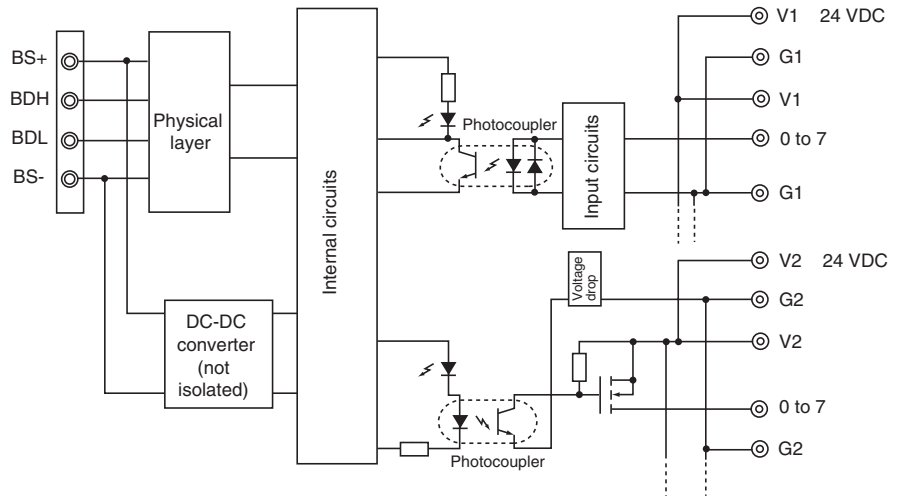 BS+
BDH
BDL
BS-
Physical
layer
DC-DC
converter
(not
isolated)
Internal circuits
Photocoupler
Input circuits
V1 24 VDC
G1
V1
0 to 7
G1
Voltage
drop
V2 24 VDC
G2
V2
0 to 7
G2
Photocoupler